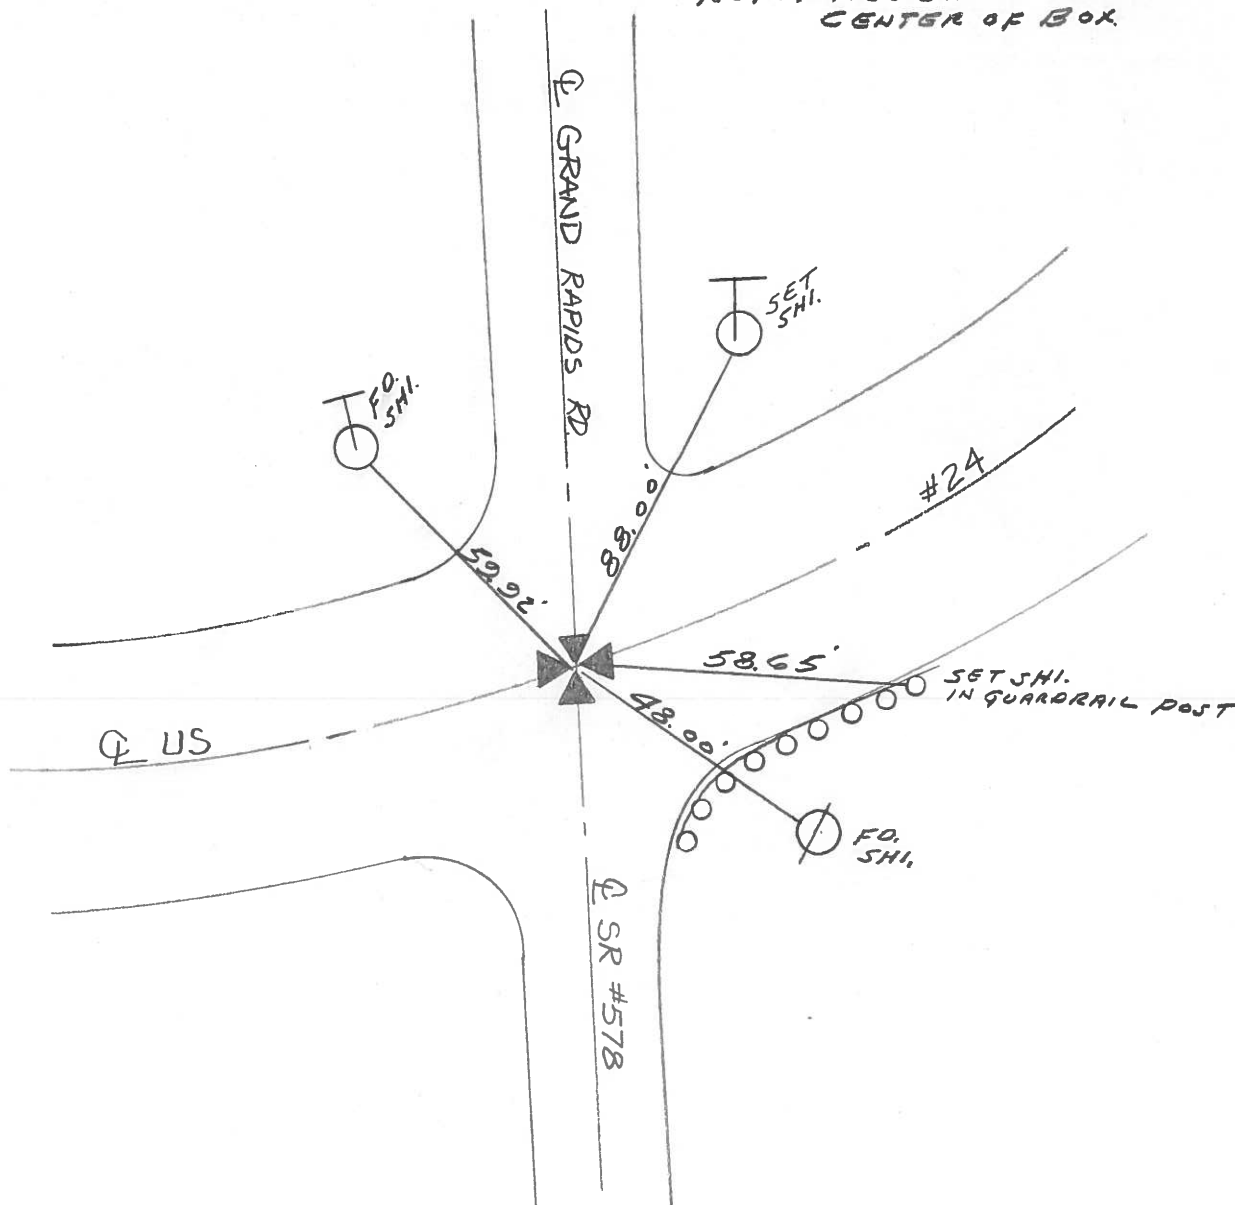 CENTER OF BOX
℄ GRAND RAPIDS RD.
SET
SHI.
FD.
SHI.
#24
88.00'
59.92'
58.65'
SET SHI.
IN GUARDRAIL POST
48.00'
℄ US
FD.
SHI.
℄ SR #578